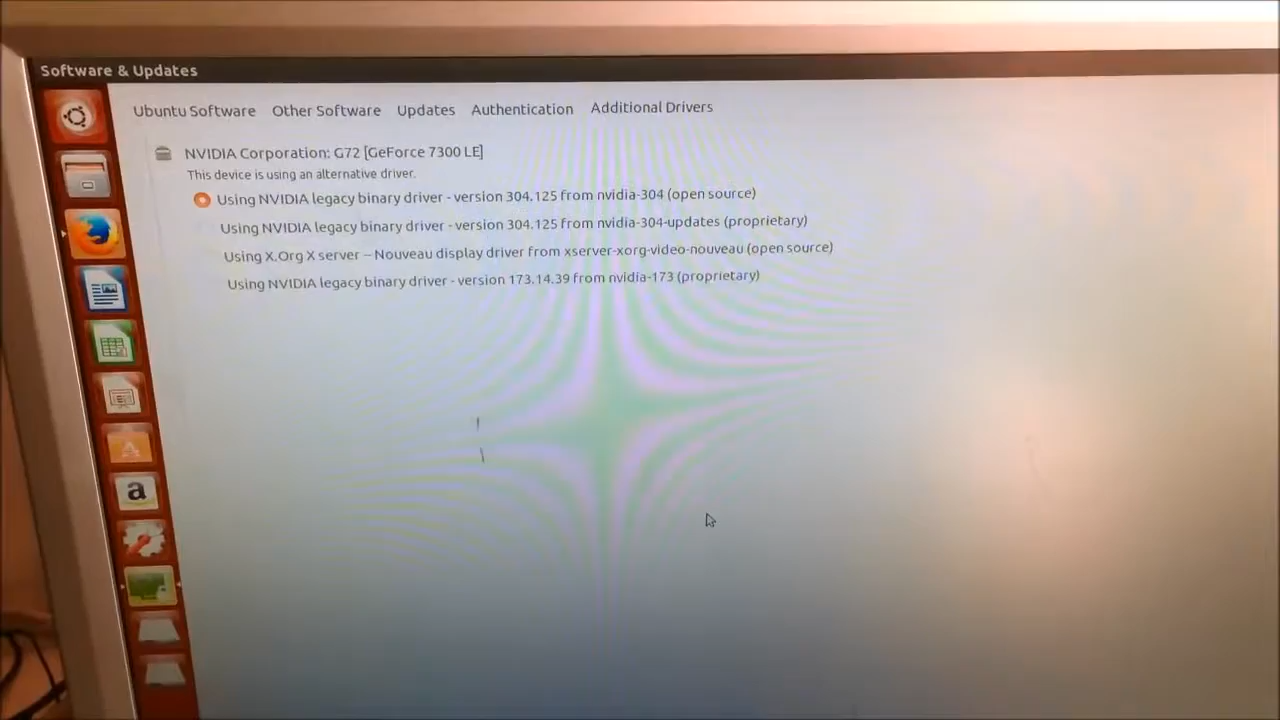 Software & Updates
Ubuntu Software Other Software Updates Authentication Additional Drivers
NVIDIA Corporation: G72 [GeForce 7300 LE]
This device is using an alternative driver.
Using NVIDIA legacy binary driver - version 304.125 from nvidia-304 (open source)
Using NVIDIA legacy binary driver - version 304.125 from nvidia-304-updates (proprietary)
Using X.Org X server – Nouveau display driver from xserver-xorg-video-nouveau (open source)
Using NVIDIA legacy binary driver - version 173.14.39 from nvidia-173 (proprietary)
a